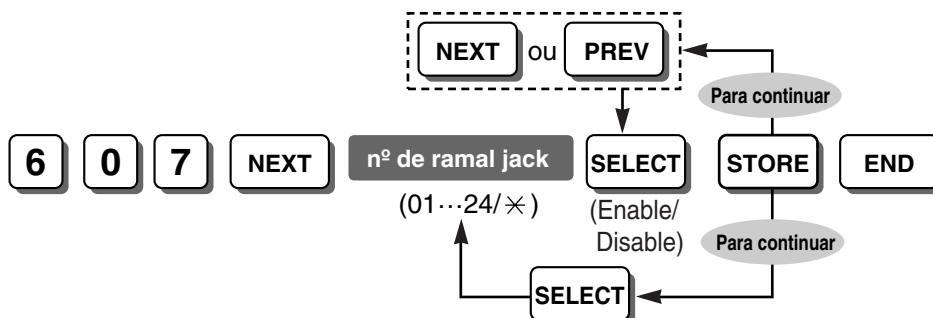 NEXT ou PREV
Para continuar
6 0 7 NEXT nº de ramal jack SELECT STORE END
(01···24/✳)
(Enable/
Disable)
Para continuar
SELECT